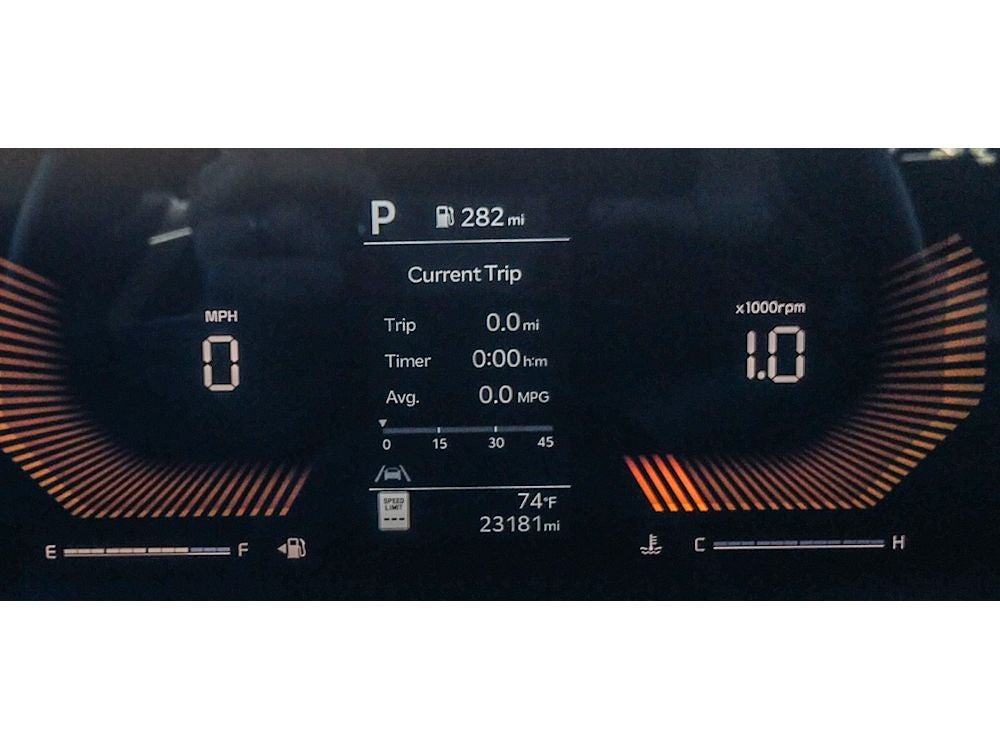 P 282 mi
Current Trip
MPH
x1000rpm
Trip 0.0 mi
0
1.0
Timer 0:00 h:m
Avg. 0.0 MPG
0 15 30 45
SPEED LIMIT
---
74°F
23181 mi
E F
C H